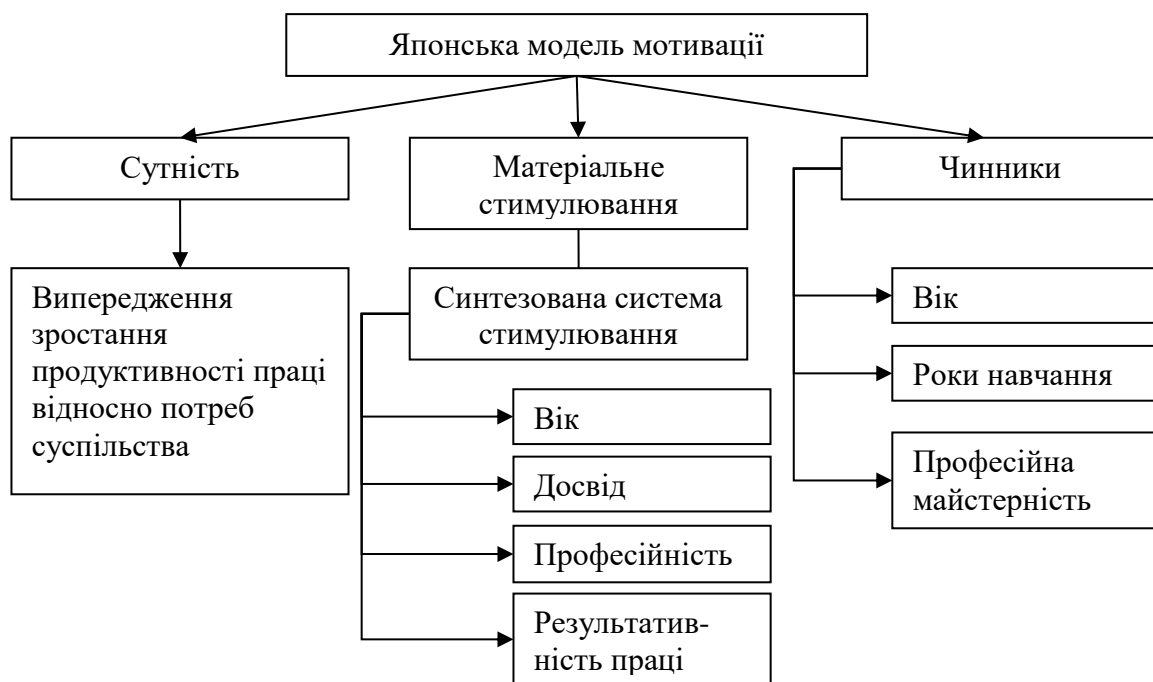 Японська модель мотивації
Сутність
Матеріальне
стимулювання
Чинники
Випередження
зростання
продуктивності праці
відносно потреб
суспільства
Синтезована система
стимулювання
Вік
Досвід
Професійність
Результатив-
ність праці
Вік
Роки навчання
Професійна
майстерність